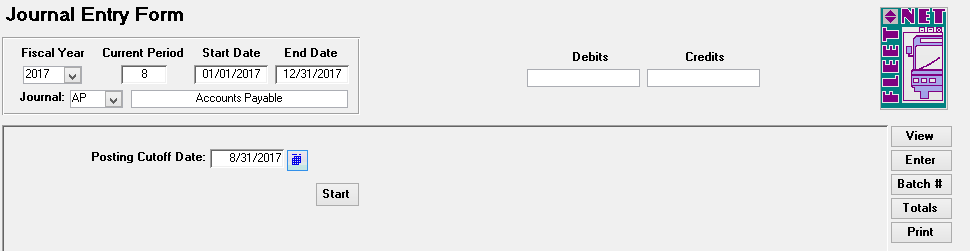 Journal Entry Form
Fiscal Year Current Period Start Date End Date
2017 8 01/01/2017 12/31/2017
Journal: AP Accounts Payable
Debits Credits
FLEET NET
Posting Cutoff Date: 8/31/2017
Start
View
Enter
Batch #
Totals
Print